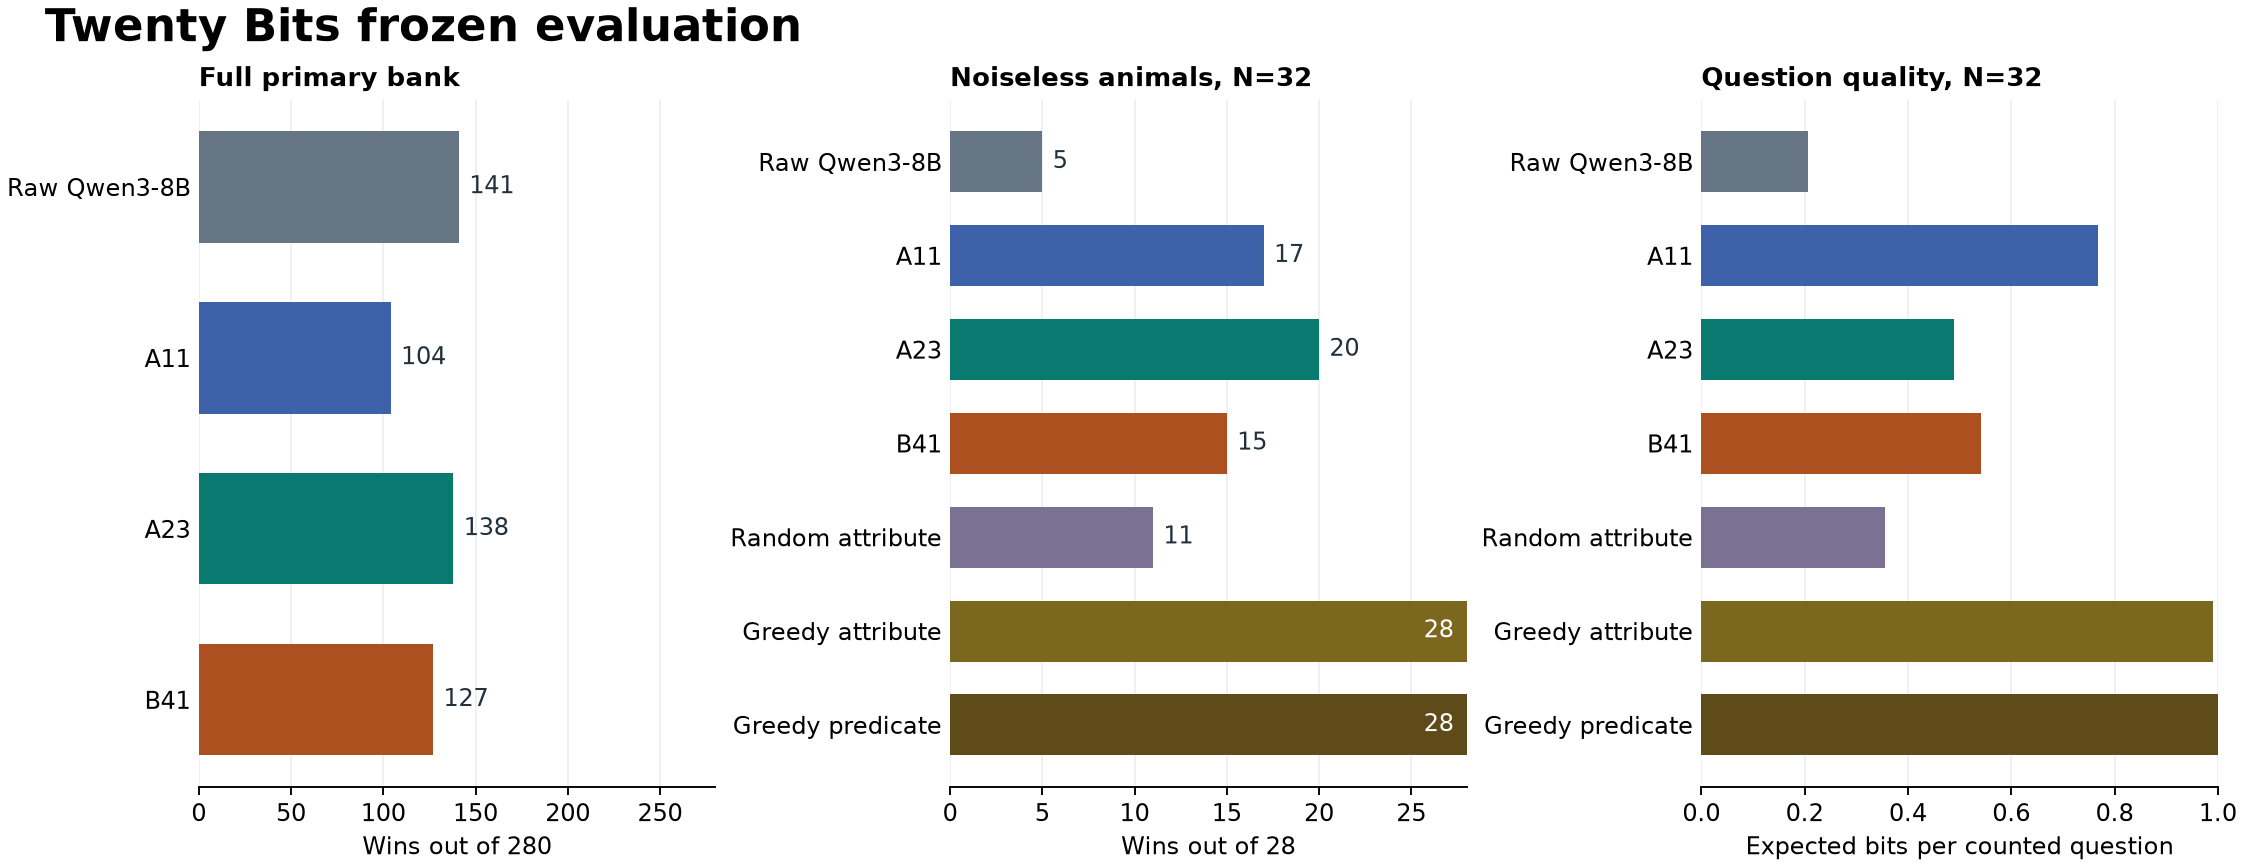 Twenty Bits frozen evaluation
Full primary bank
Raw Qwen3-8B
141
A11
104
A23
138
B41
127
0 50 100 150 200 250
Wins out of 280
Noiseless animals, N=32
Raw Qwen3-8B
5
A11
17
A23
20
B41
15
Random attribute
11
Greedy attribute
28
Greedy predicate
28
0 5 10 15 20 25
Wins out of 28
Question quality, N=32
Raw Qwen3-8B
A11
A23
B41
Random attribute
Greedy attribute
Greedy predicate
0.0 0.2 0.4 0.6 0.8 1.0
Expected bits per counted question